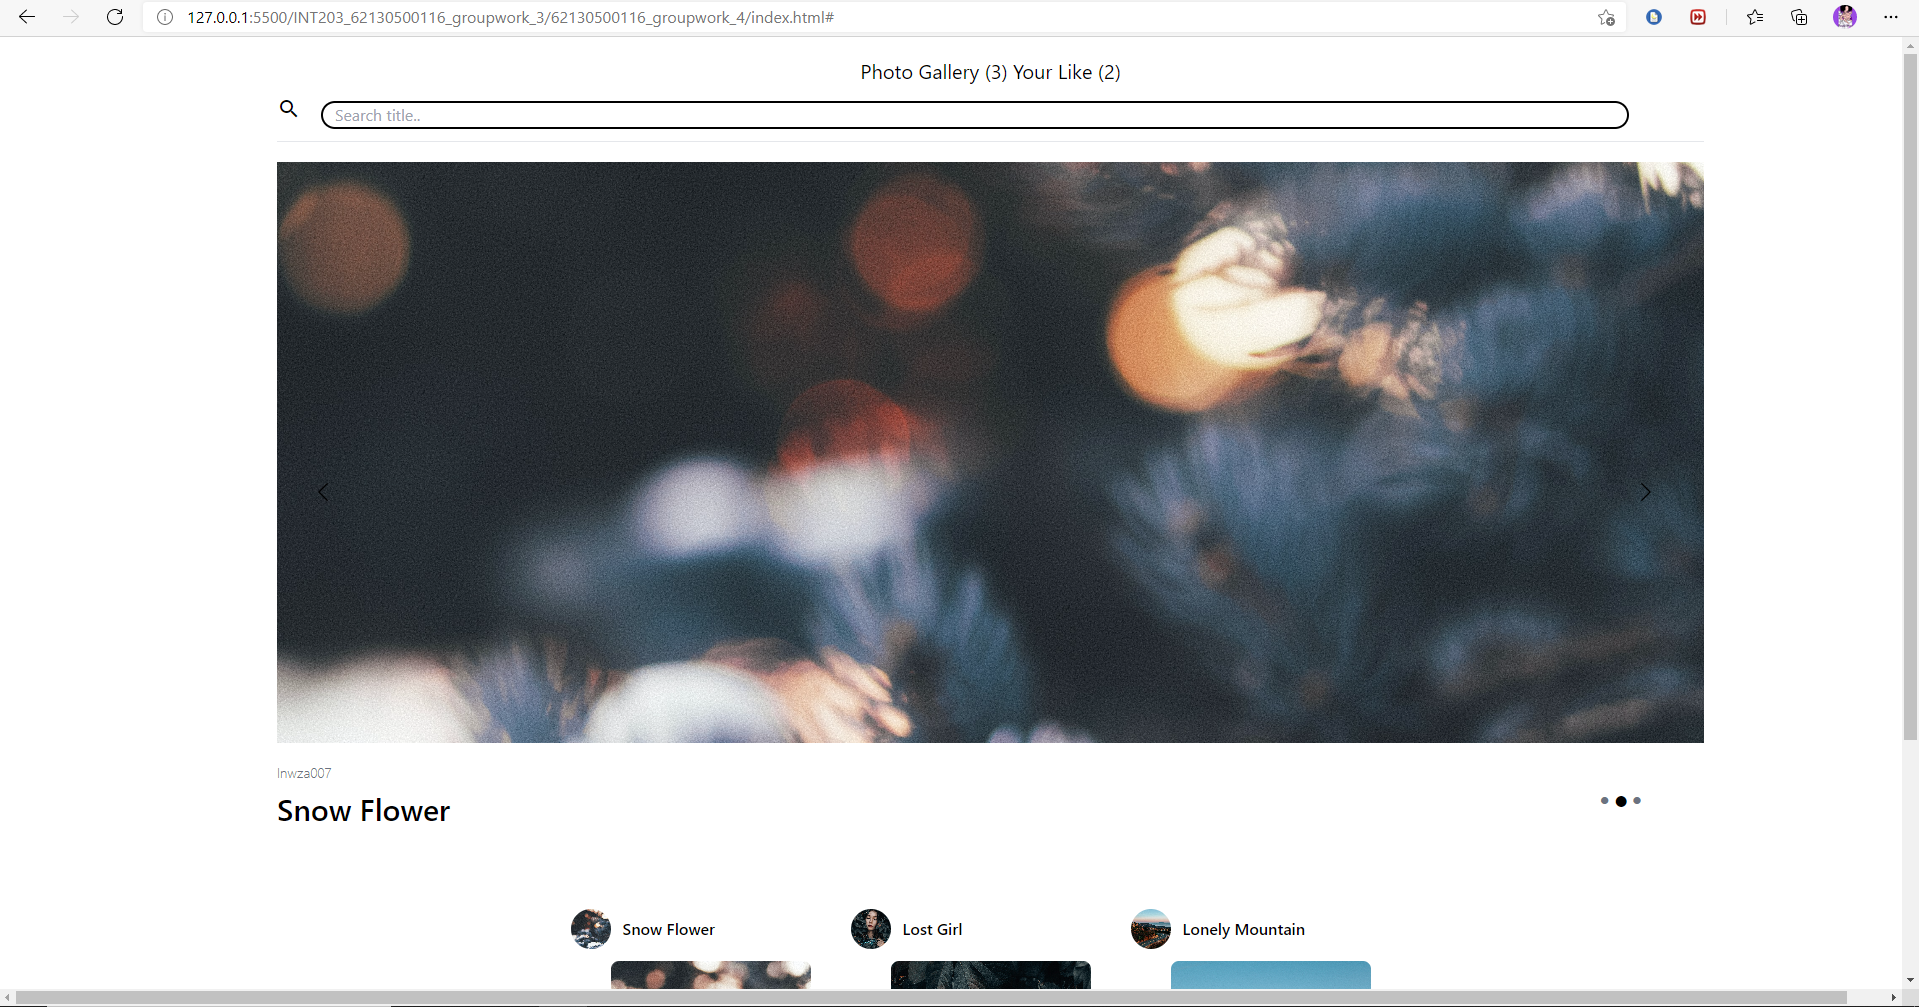 127.0.0.1:5500/INT203_62130500116_groupwork_3/62130500116_groupwork_4/index.html#
Photo Gallery (3) Your Like (2)
Search title..
lnwza007
Snow Flower
Snow Flower
Lost Girl
Lonely Mountain